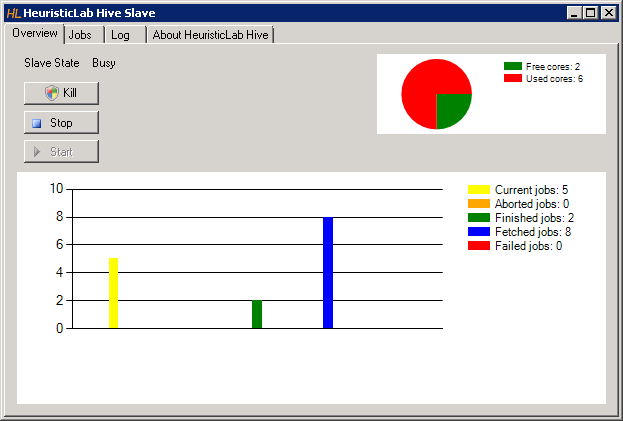 HL HeuristicLab Hive Slave
Overview Jobs Log About HeuristicLab Hive
Slave State Busy
Free cores: 2
Used cores: 6
Kill
Stop
Start
10
8
6
4
2
0
Current jobs: 5
Aborted jobs: 0
Finished jobs: 2
Fetched jobs: 8
Failed jobs: 0